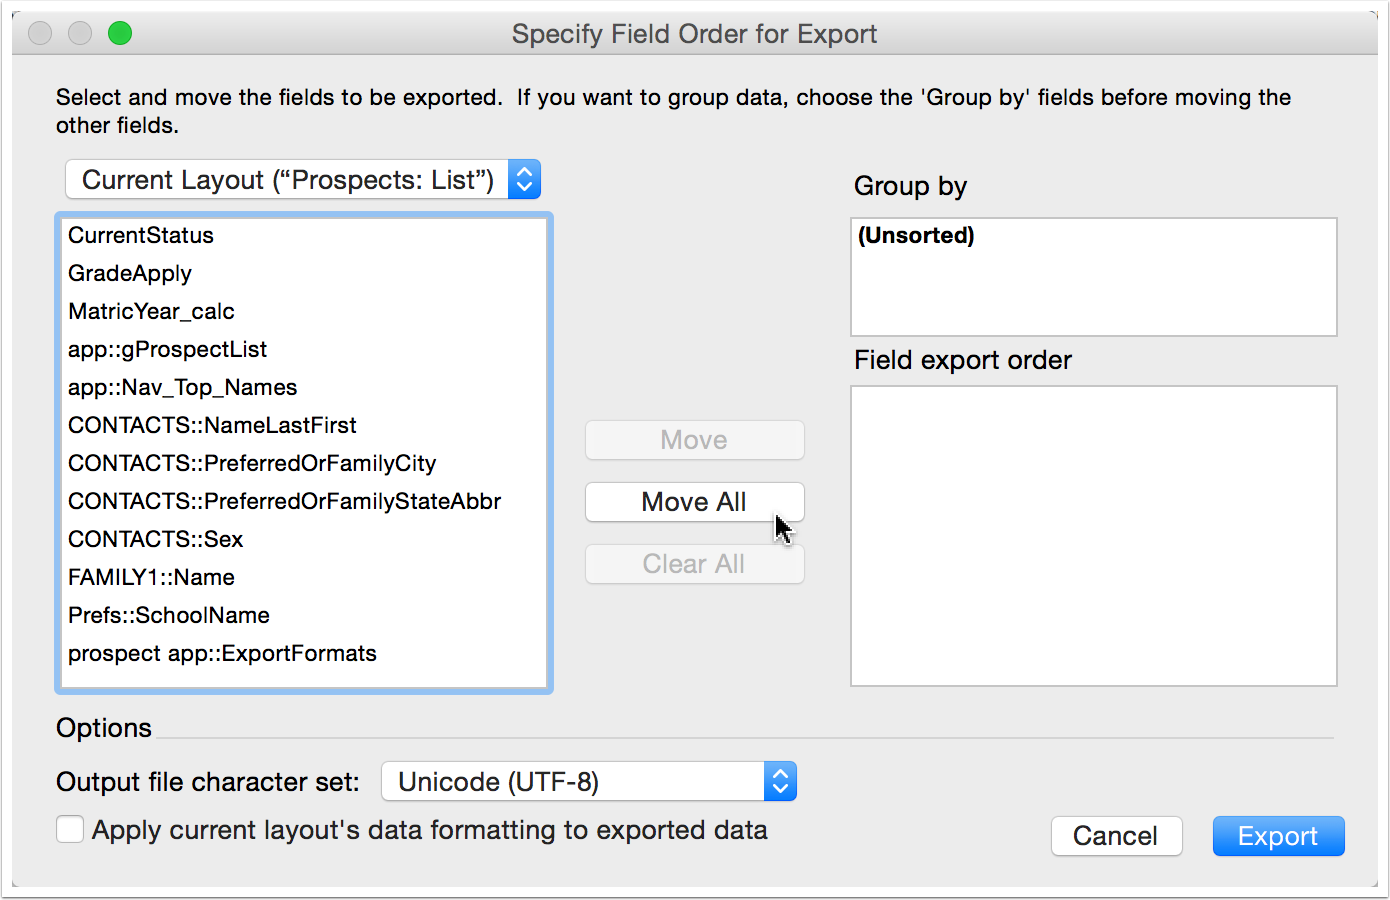 Specify Field Order for Export
Select and move the fields to be exported.  If you want to group data, choose the 'Group by' fields before moving the
other fields.
Current Layout (“Prospects: List”)
CurrentStatus
GradeApply
MatricYear_calc
app::gProspectList
app::Nav_Top_Names
CONTACTS::NameLastFirst
CONTACTS::PreferredOrFamilyCity
CONTACTS::PreferredOrFamilyStateAbbr
CONTACTS::Sex
FAMILY1::Name
Prefs::SchoolName
prospect app::ExportFormats
Move
Move All
Clear All
Group by
(Unsorted)
Field export order
Options
Output file character set:
Unicode (UTF-8)
Apply current layout's data formatting to exported data
Cancel
Export